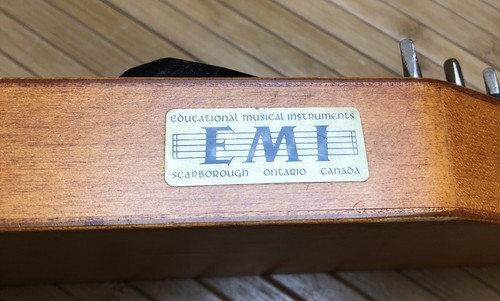 Educational Musical Instruments
EMI
Scarborough Ontario Canada